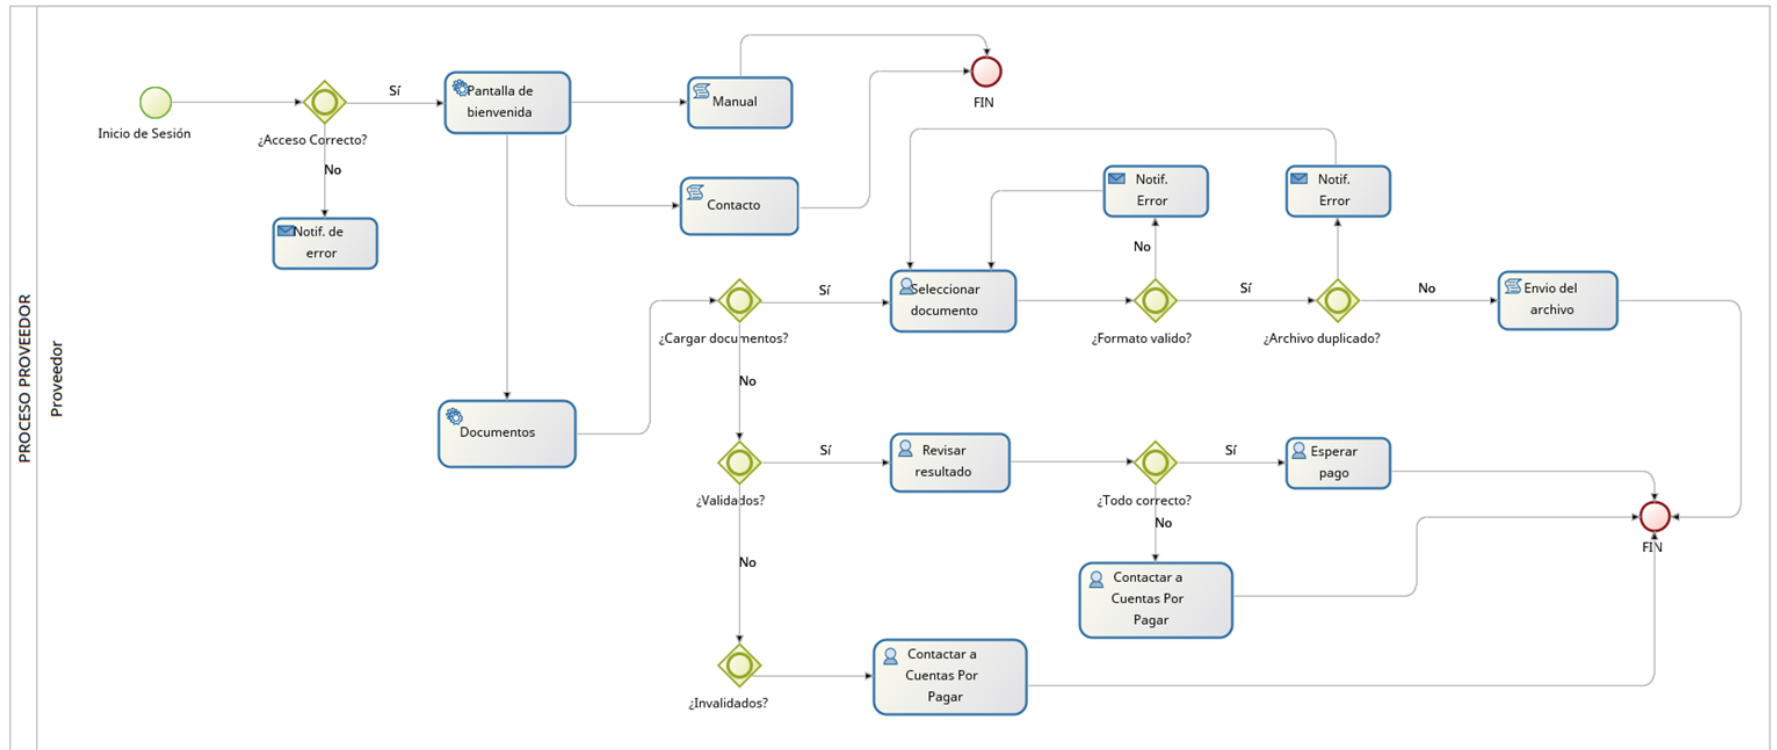 PROCESO PROVEEDOR
Proveedor
Inicio de Sesión
¿Acceso Correcto?
Sí
No
Notif. de
error
Pantalla de
bienvenida
Manual
Contacto
FIN
Documentos
¿Cargar documentos?
Sí
No
Seleccionar
documento
¿Formato valido?
No
Notif.
Error
Sí
¿Archivo duplicado?
Notif.
Error
No
Envio del
archivo
¿Validados?
Sí
No
Revisar
resultado
¿Todo correcto?
Sí
No
Esperar
pago
Contactar a
Cuentas Por
Pagar
FIN
¿Invalidados?
Contactar a
Cuentas Por
Pagar